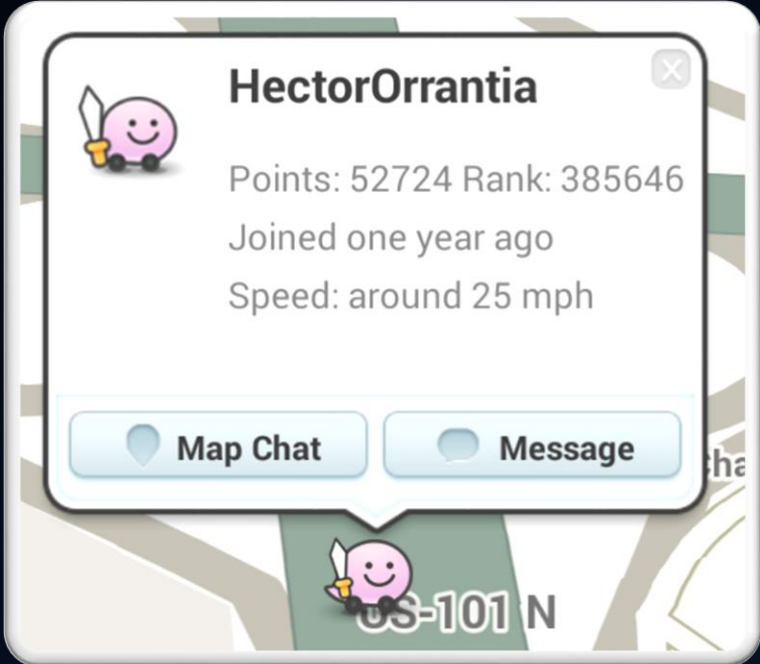 HectorOrrantia
Points: 52724 Rank: 385646
Joined one year ago
Speed: around 25 mph
Map Chat
Message
US-101 N